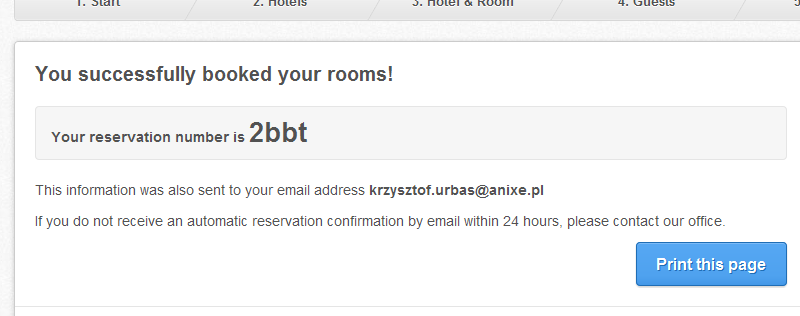 1. Start 2. Hotels 3. Hotel & Room 4. Guests 5
You successfully booked your rooms!
Your reservation number is 2bbt
This information was also sent to your email address krzysztof.urbas@anixe.pl
If you do not receive an automatic reservation confirmation by email within 24 hours, please contact our office.
Print this page